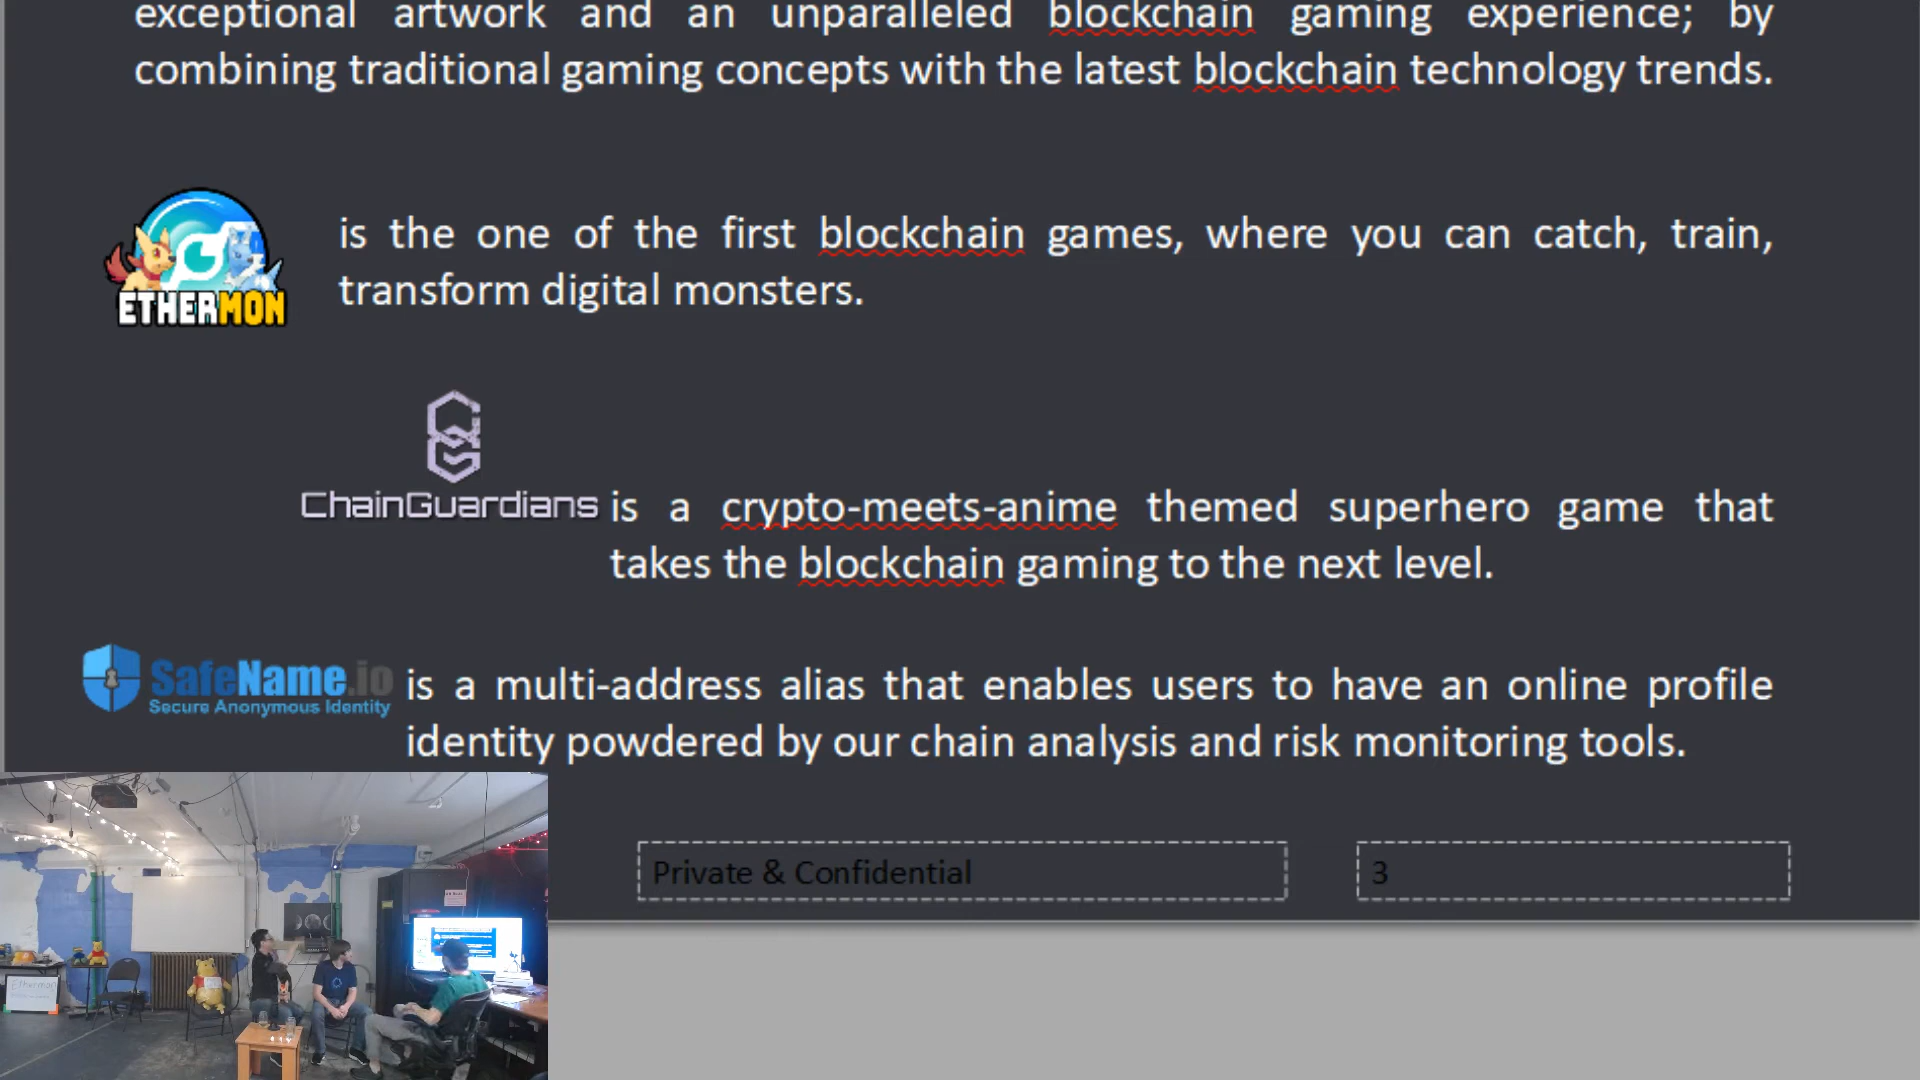 exceptional artwork and an unparalleled blockchain gaming experience; by
combining traditional gaming concepts with the latest blockchain technology trends.
ETHERMON
is the one of the first blockchain games, where you can catch, train,
transform digital monsters.
ChainGuardians
is a crypto-meets-anime themed superhero game that
takes the blockchain gaming to the next level.
SafeName.io
Secure Anonymous Identity
is a multi-address alias that enables users to have an online profile
identity powdered by our chain analysis and risk monitoring tools.
Private & Confidential
3
Ethermon